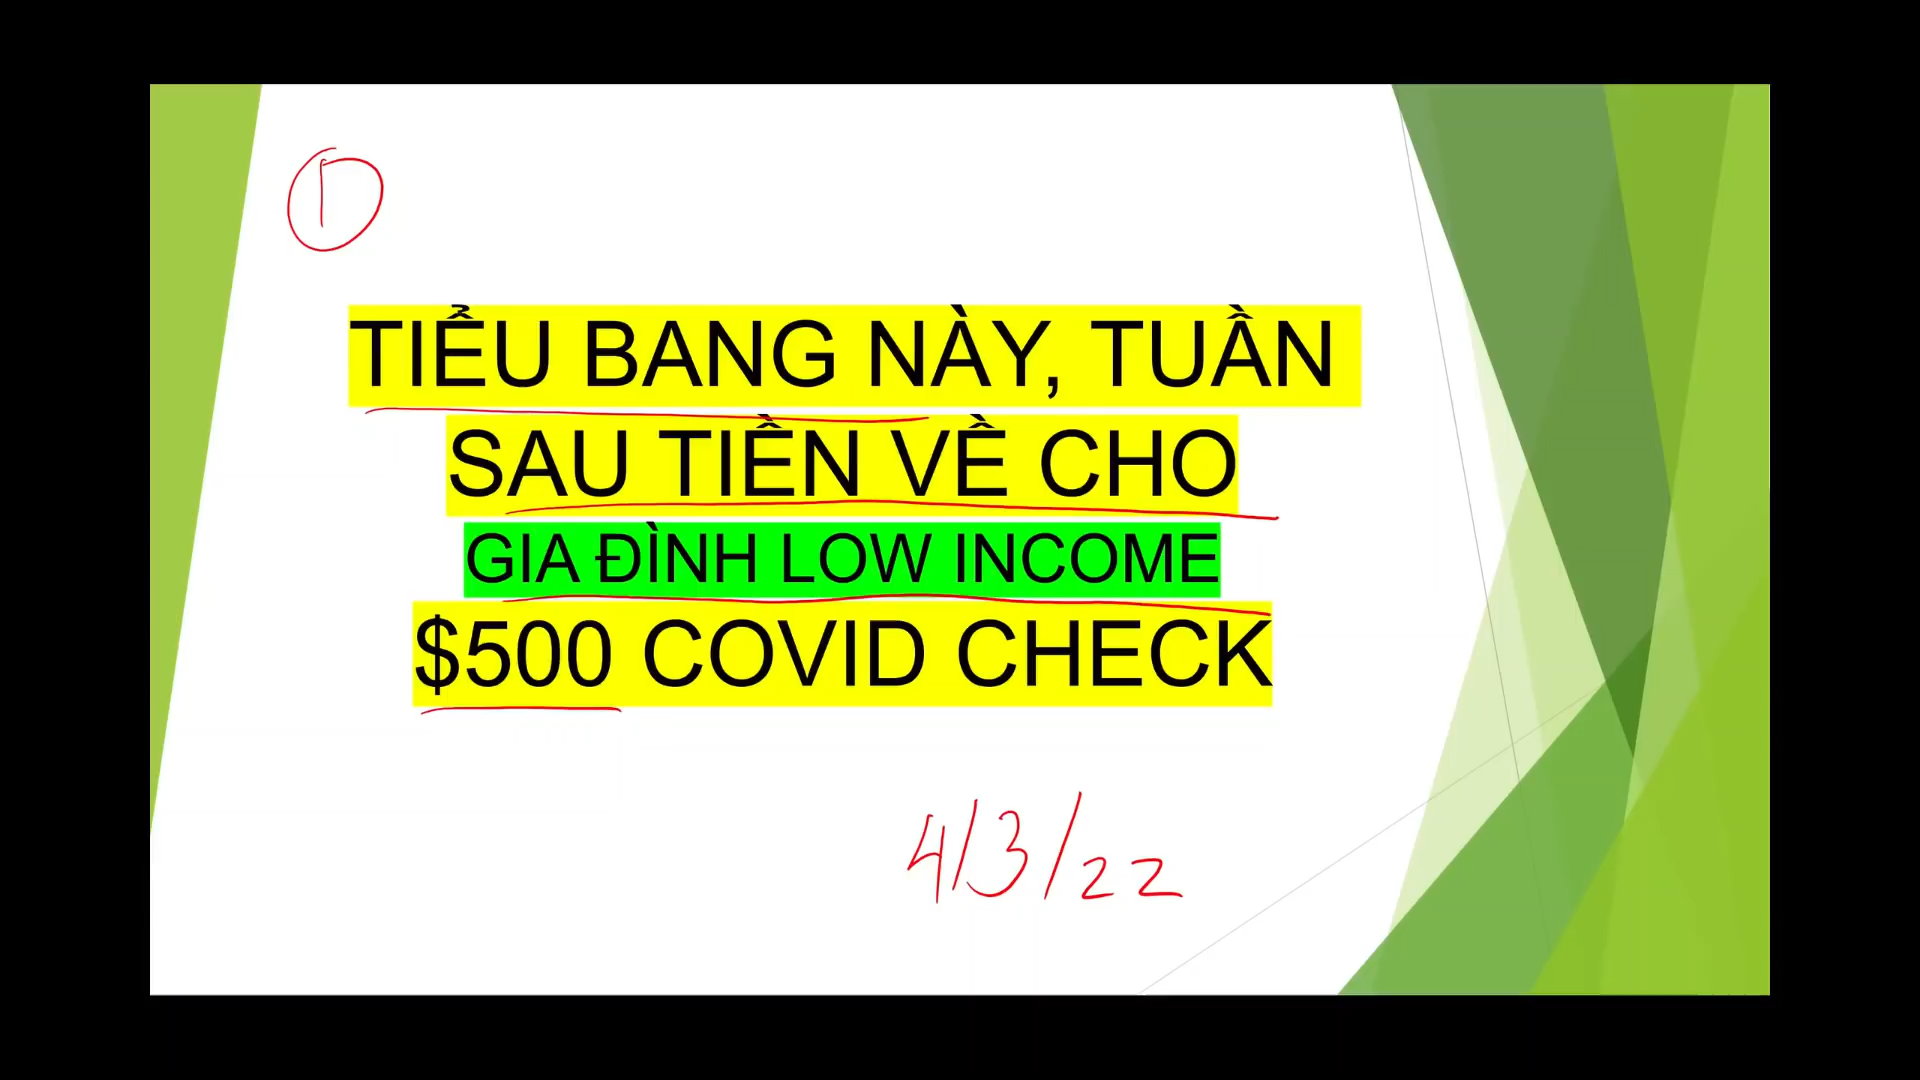 1
TIỂU BANG NÀY, TUẦN
SAU TIỀN VỀ CHO
GIA ĐÌNH LOW INCOME
$500 COVID CHECK
4/3/22